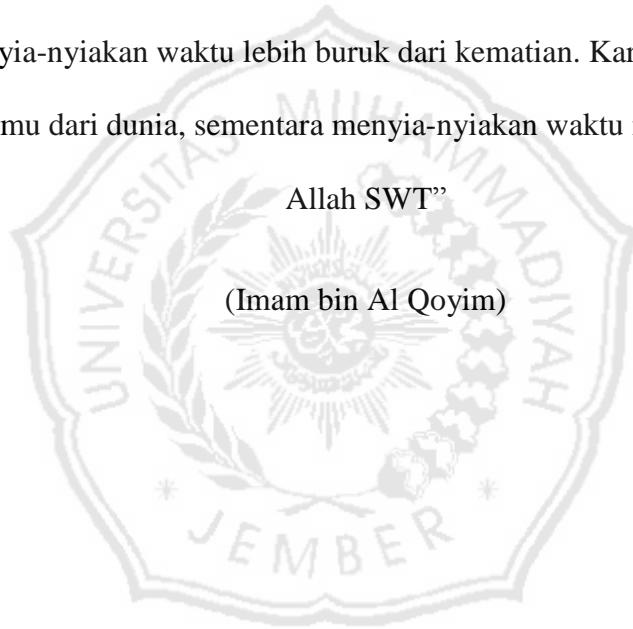 yia-nyiakan waktu lebih buruk dari kematian. Kar
mu dari dunia, sementara menyia-nyiakan waktu
Allah SWT”
(Imam bin Al Qoyim)
UNIVERSITAS MUHAMMADIYAH
* JEMBER *